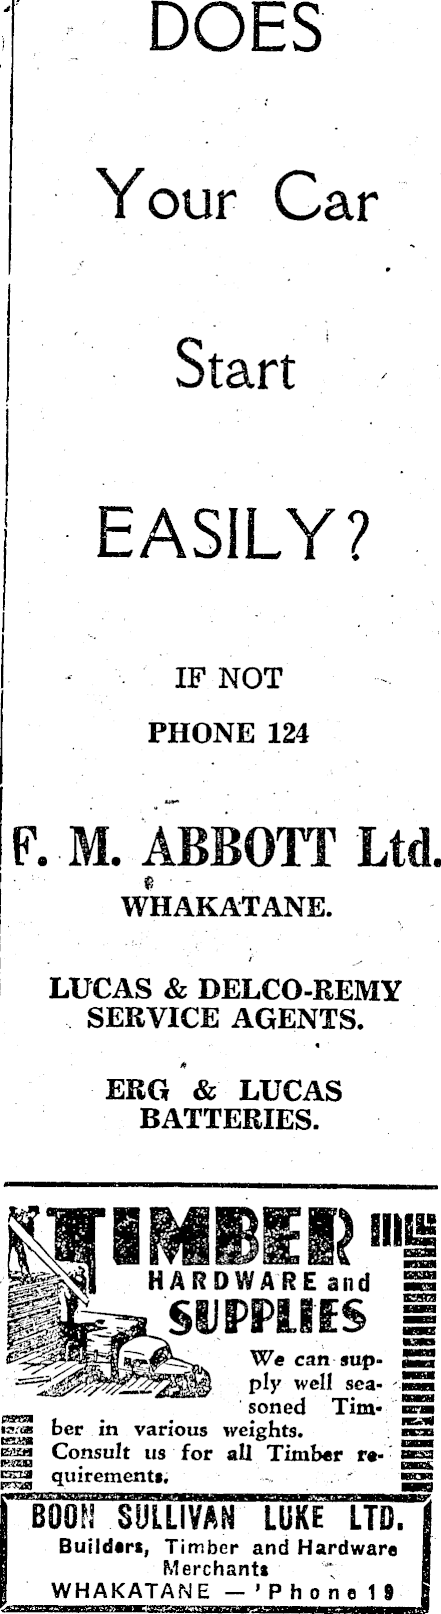 DOES
Your Car
Start
EASILY?
IF NOT
PHONE 124
F. M. ABBOTT Ltd.
WHAKATANE.
LUCAS & DELCO-REMY
SERVICE AGENTS.
ERG & LUCAS
BATTERIES.
TIMBER
HARDWARE and
SUPPLIES
We can sup-
ply well sea-
soned Tim-
ber in various weights.
Consult us for all Timber re-
quirements.
BOON SULLIVAN LUKE LTD.
Builders, Timber and Hardware
Merchants
WHAKATANE — 'Phone 19